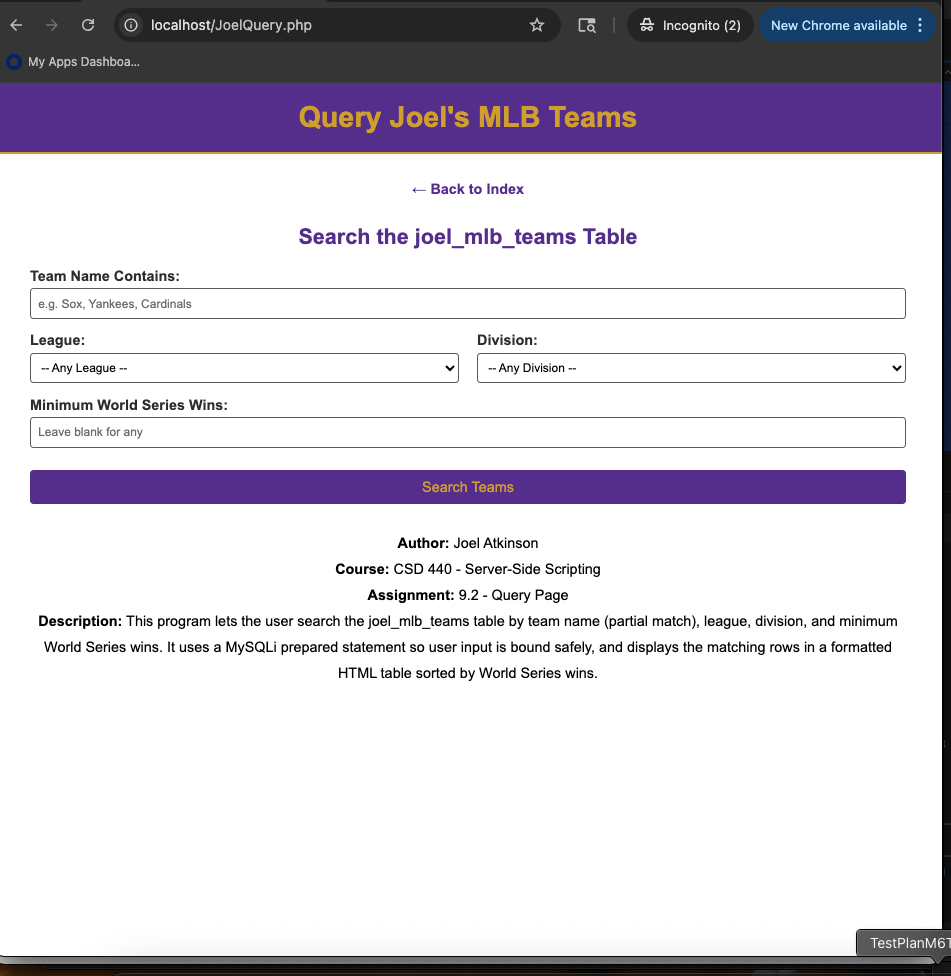 localhost/JoelQuery.php
Incognito (2)
New Chrome available
My Apps Dashboa...
Query Joel's MLB Teams
← Back to Index
Search the joel_mlb_teams Table
Team Name Contains:
e.g. Sox, Yankees, Cardinals
League: Division:
-- Any League -- -- Any Division --
Minimum World Series Wins:
Leave blank for any
Search Teams
Author: Joel Atkinson
Course: CSD 440 - Server-Side Scripting
Assignment: 9.2 - Query Page
Description: This program lets the user search the joel_mlb_teams table by team name (partial match), league, division, and minimum
World Series wins. It uses a MySQLi prepared statement so user input is bound safely, and displays the matching rows in a formatted
HTML table sorted by World Series wins.
TestPlanM6